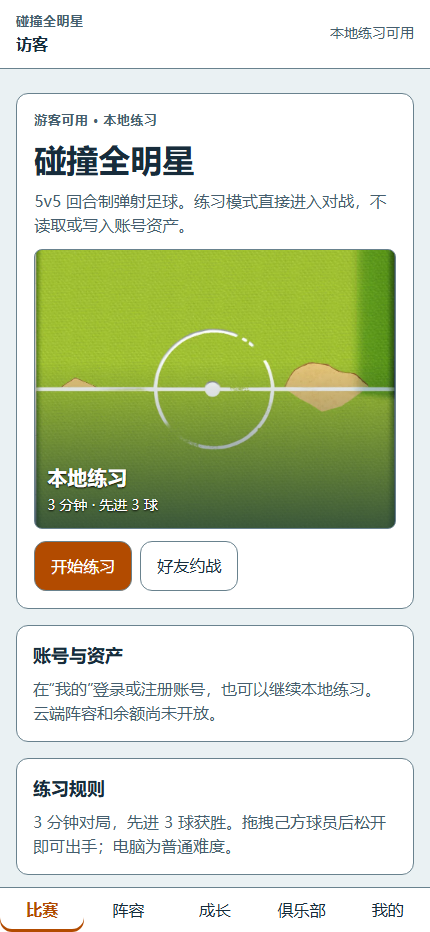 碰撞全明星
访客
本地练习可用
游客可用 • 本地练习
碰撞全明星
5v5 回合制弹射足球。练习模式直接进入对战，不
读取或写入账号资产。
本地练习
3 分钟 · 先进 3 球
开始练习
好友约战
账号与资产
在“我的”登录或注册账号，也可以继续本地练习。
云端阵容和余额尚未开放。
练习规则
3 分钟对局，先进 3 球获胜。拖拽己方球员后松开
即可出手；电脑为普通难度。
比赛
阵容
成长
俱乐部
我的